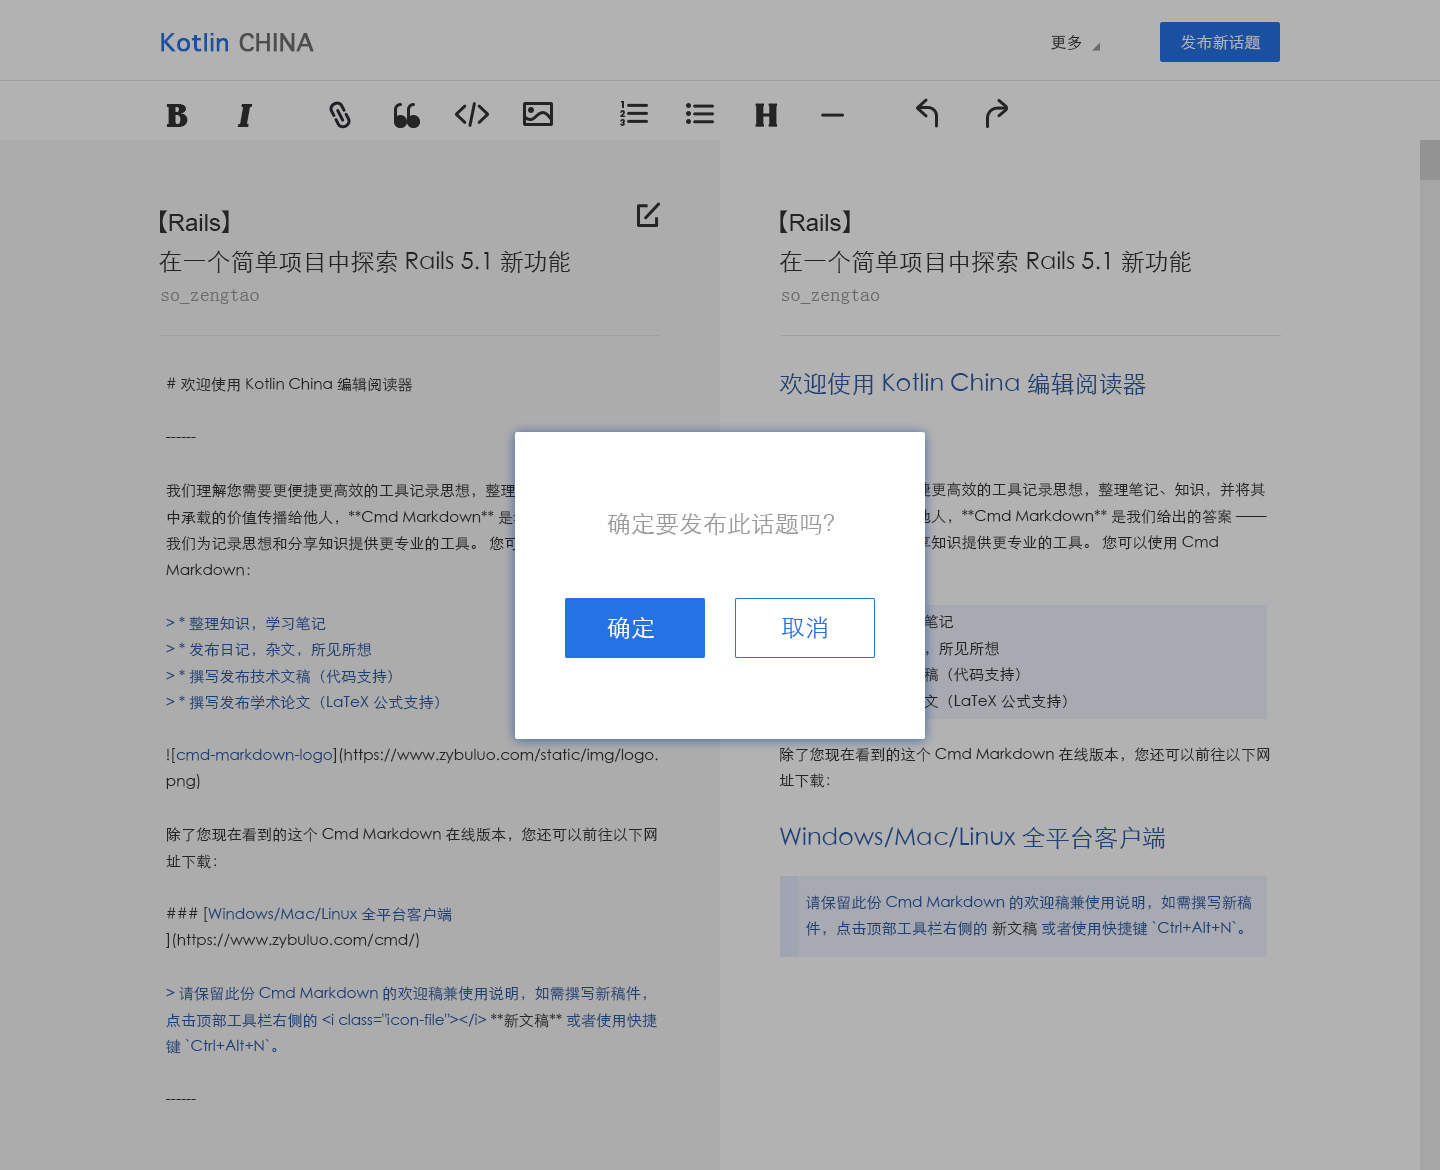 Kotlin CHINA
更多
发布新话题
B I H
【Rails】
在一个简单项目中探索 Rails 5.1 新功能
so_zengtao
# 欢迎使用 Kotlin China 编辑阅读器
------
我们理解您需要更便捷更高效的工具记录思想，整理
中承载的价值传播给他人，**Cmd Markdown** 是
我们为记录思想和分享知识提供更专业的工具。 您可
Markdown：
> * 整理知识，学习笔记
> * 发布日记，杂文，所见所想
> * 撰写发布技术文稿（代码支持）
> * 撰写发布学术论文（LaTeX 公式支持）
![cmd-markdown-logo](https://www.zybuluo.com/static/img/logo.
png)
除了您现在看到的这个 Cmd Markdown 在线版本，您还可以前往以下网
址下载：
### [Windows/Mac/Linux 全平台客户端
](https://www.zybuluo.com/cmd/)
> 请保留此份 Cmd Markdown 的欢迎稿兼使用说明，如需撰写新稿件，
点击顶部工具栏右侧的 <i class="icon-file"></i> **新文稿** 或者使用快捷
键 `Ctrl+Alt+N`。
------
【Rails】
在一个简单项目中探索 Rails 5.1 新功能
so_zengtao
欢迎使用 Kotlin China 编辑阅读器
捷更高效的工具记录思想，整理笔记、知识，并将其
他人，**Cmd Markdown** 是我们给出的答案 ——
享知识提供更专业的工具。 您可以使用 Cmd
笔记
，所见所想
稿（代码支持）
文（LaTeX 公式支持）
除了您现在看到的这个 Cmd Markdown 在线版本，您还可以前往以下网
址下载：
Windows/Mac/Linux 全平台客户端
请保留此份 Cmd Markdown 的欢迎稿兼使用说明，如需撰写新稿
件，点击顶部工具栏右侧的 新文稿 或者使用快捷键 `Ctrl+Alt+N`。
确定要发布此话题吗？
确定
取消